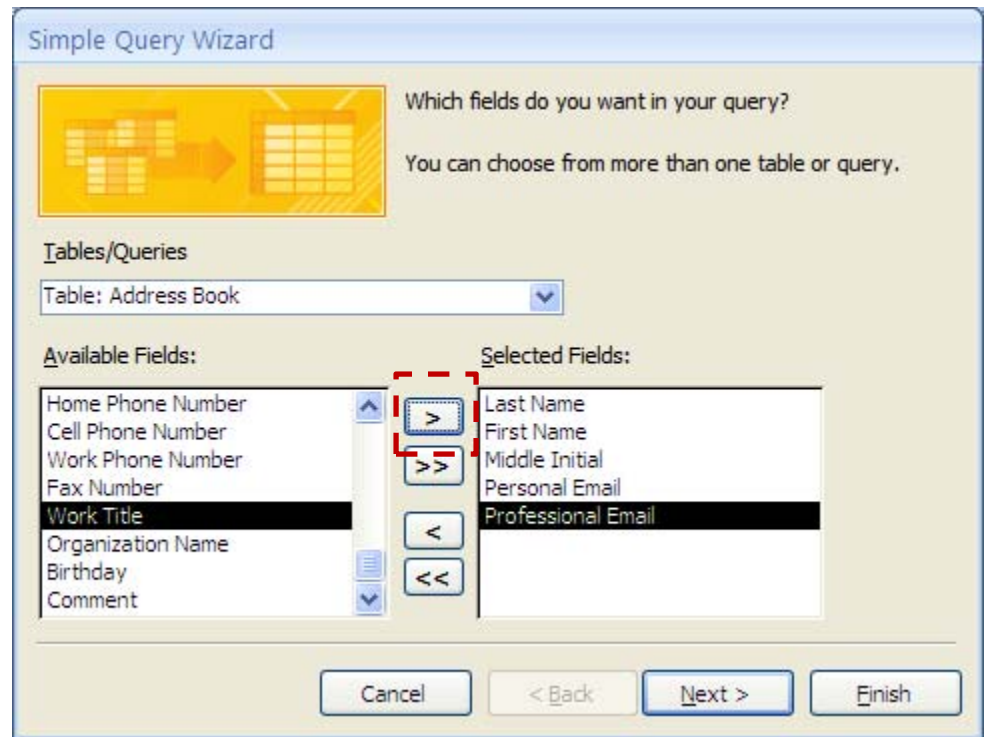 Simple Query Wizard
Which fields do you want in your query?
You can choose from more than one table or query.
Tables/Queries
Table: Address Book
Available Fields:
Home Phone Number
Cell Phone Number
Work Phone Number
Fax Number
Work Title
Organization Name
Birthday
Comment
>
>>
<
<<
Selected Fields:
Last Name
First Name
Middle Initial
Personal Email
Professional Email
Cancel
< Back
Next >
Finish